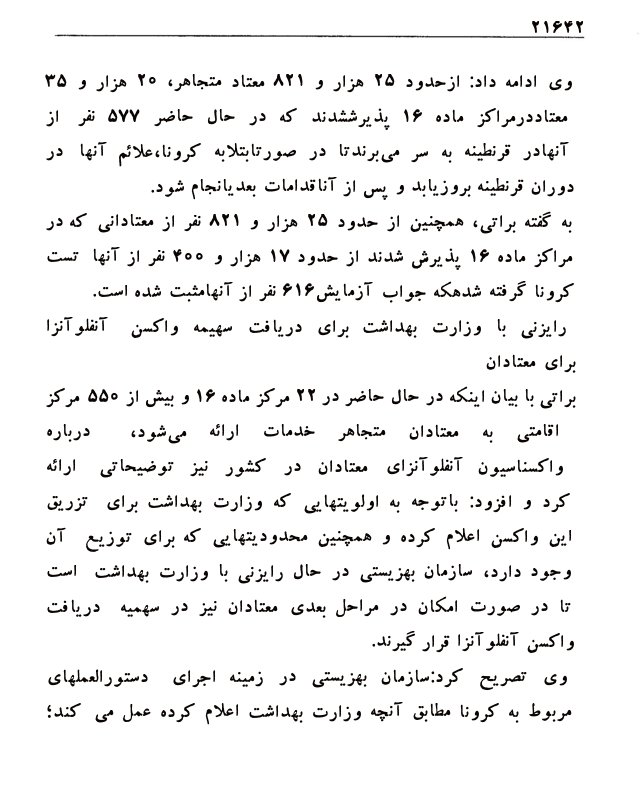 ۲۱۶۴۲
وی ادامه داد: ازحدود ۲۵ هزار و ۸۲۱ معتاد متجاهر، ۲۰ هزار و ۳۵
معتاددرمراکز ماده ۱۶ پذیرششدند که در حال حاضر ۵۷۷ نفر از
آنهادر قرنطینه به سر می‌برندتا در صورتابتلابه کرونا،علائم آنها در
دوران قرنطینه بروزیابد و پس از آناقدامات بعدیانجام شود.
به گفته براتی، همچنین از حدود ۲۵ هزار و ۸۲۱ نفر از معتادانی که در
مراکز ماده ۱۶ پذیرش شدند از حدود ۱۷ هزار و ۴۰۰ نفر از آنها تست
کرونا گرفته شدهکه جواب آزمایش۶۱۶ نفر از آنهامثبت شده است.
رایزنی با وزارت بهداشت برای دریافت سهیمه واکسن آنفلوآنزا
برای معتادان
براتی با بیان اینکه در حال حاضر در ۲۲ مرکز ماده ۱۶ و بیش از ۵۵۰ مرکز
اقامتی به معتادان متجاهر خدمات ارائه می‌شود، درباره
واکسناسیون آنفلوآنزای معتادان در کشور نیز توضیحاتی ارائه
کرد و افزود: باتوجه به اولویتهایی که وزارت بهداشت برای تزریق
این واکسن اعلام کرده و همچنین محدودیتهایی که برای توزیع آن
وجود دارد، سازمان بهزیستی در حال رایزنی با وزارت بهداشت است
تا در صورت امکان در مراحل بعدی معتادان نیز در سهمیه دریافت
واکسن آنفلوآنزا قرار گیرند.
وی تصریح کرد:سازمان بهزیستی در زمینه اجرای دستورالعملهای
مربوط به کرونا مطابق آنچه وزارت بهداشت اعلام کرده عمل می کند؛